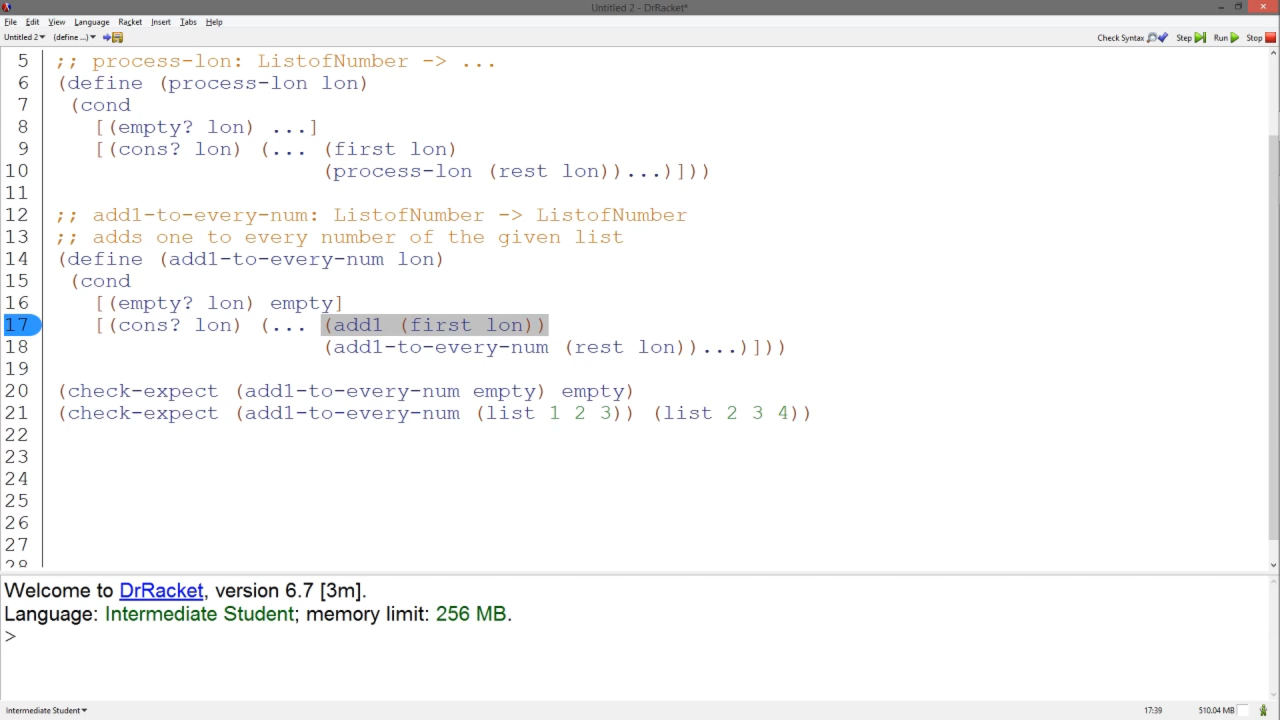 Untitled 2 - DrRacket*
File Edit View Language Racket Insert Tabs Help
Untitled 2 (define ...) Check Syntax Step Run Stop
5 ;; process-lon: ListofNumber -> ...
6 (define (process-lon lon)
7 (cond
8 [(empty? lon) ...]
9 [(cons? lon) (... (first lon)
10 (process-lon (rest lon))...)]))
11
12 ;; add1-to-every-num: ListofNumber -> ListofNumber
13 ;; adds one to every number of the given list
14 (define (add1-to-every-num lon)
15 (cond
16 [(empty? lon) empty]
17 [(cons? lon) (... (add1 (first lon))
18 (add1-to-every-num (rest lon))...)]))
19
20 (check-expect (add1-to-every-num empty) empty)
21 (check-expect (add1-to-every-num (list 1 2 3)) (list 2 3 4))
22
23
24
25
26
27
28
Welcome to DrRacket, version 6.7 [3m].
Language: Intermediate Student; memory limit: 256 MB.
>
Intermediate Student 17:39 510.04 MB